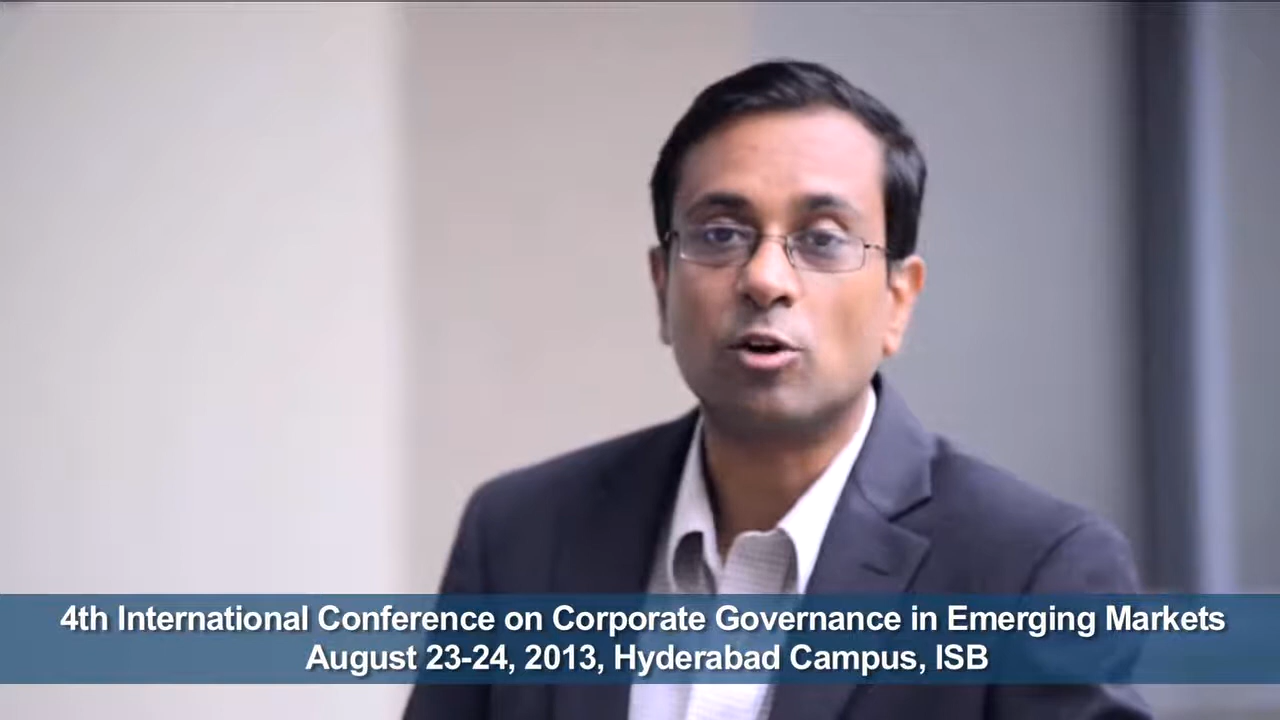 4th International Conference on Corporate Governance in Emerging Markets
August 23-24, 2013, Hyderabad Campus, ISB